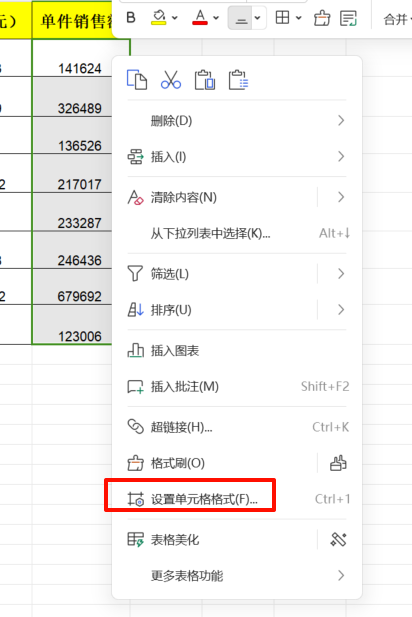 元）
单件销售额
B
A
合并
141624
326489
136526
217017
233287
246436
679692
123006
删除(D)
插入(I)
清除内容(N)
从下拉列表中选择(K)... Alt+↓
筛选(L)
排序(U)
插入图表
插入批注(M) Shift+F2
超链接(H)... Ctrl+K
格式刷(O)
设置单元格格式(F)... Ctrl+1
表格美化
更多表格功能